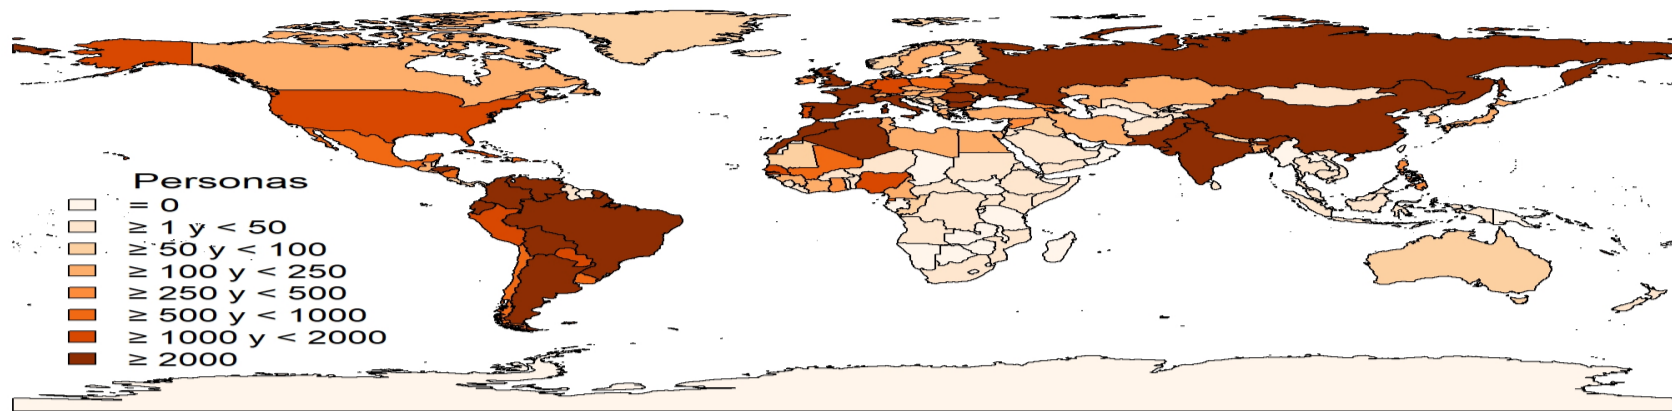 Personas
= 0
≥ 1 y < 50
≥ 50 y < 100
≥ 100 y < 250
≥ 250 y < 500
≥ 500 y < 1000
≥ 1000 y < 2000
≥ 2000